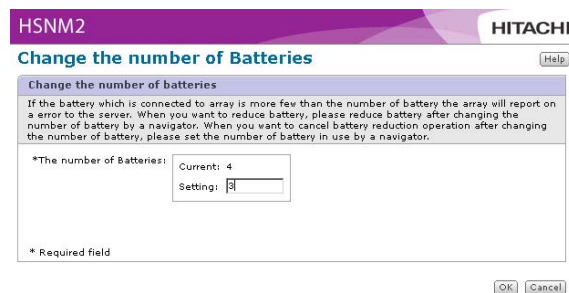 HSNM2
HITACHI
Change the number of Batteries
Help
Change the number of batteries
If the battery which is connected to array is more few than the number of battery the array will report on
a error to the server. When you want to reduce battery, please reduce battery after changing the
number of battery by a navigator. When you want to cancel battery reduction operation after changing
the number of battery, please set the number of battery in use by a navigator.
*The number of Batteries:
Current: 4
Setting: 3
* Required field
OK Cancel